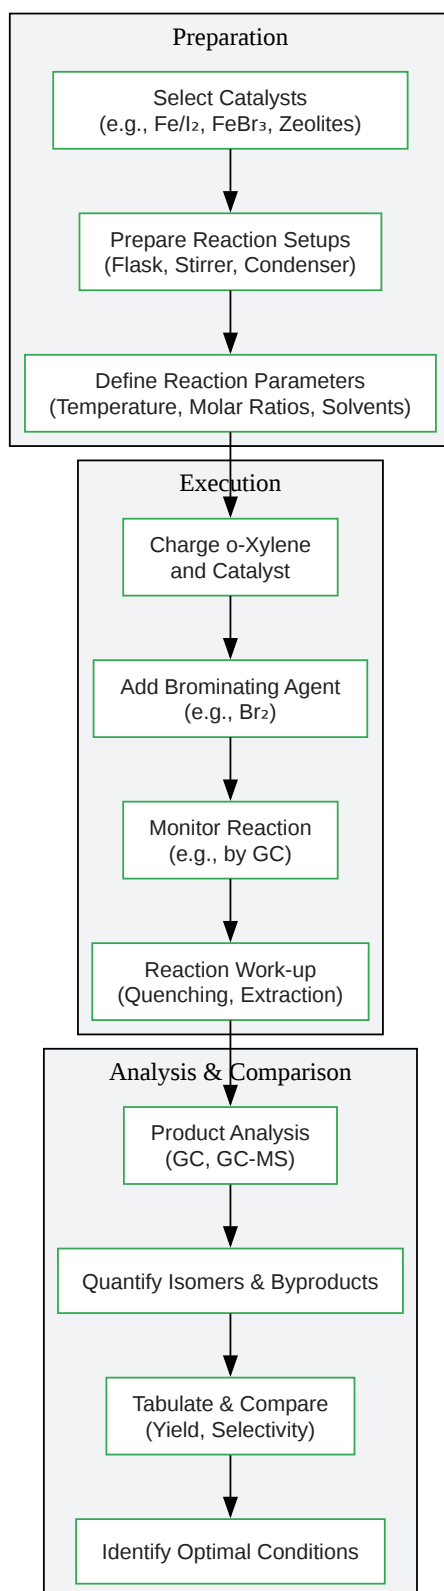 Preparation
Select Catalysts
(e.g., Fe/I₂, FeBr₃, Zeolites)
Prepare Reaction Setups
(Flask, Stirrer, Condenser)
Define Reaction Parameters
(Temperature, Molar Ratios, Solvents)
Execution
Charge o-Xylene
and Catalyst
Add Brominating Agent
(e.g., Br₂)
Monitor Reaction
(e.g., by GC)
Reaction Work-up
(Quenching, Extraction)
Analysis & Comparison
Product Analysis
(GC, GC-MS)
Quantify Isomers & Byproducts
Tabulate & Compare
(Yield, Selectivity)
Identify Optimal Conditions